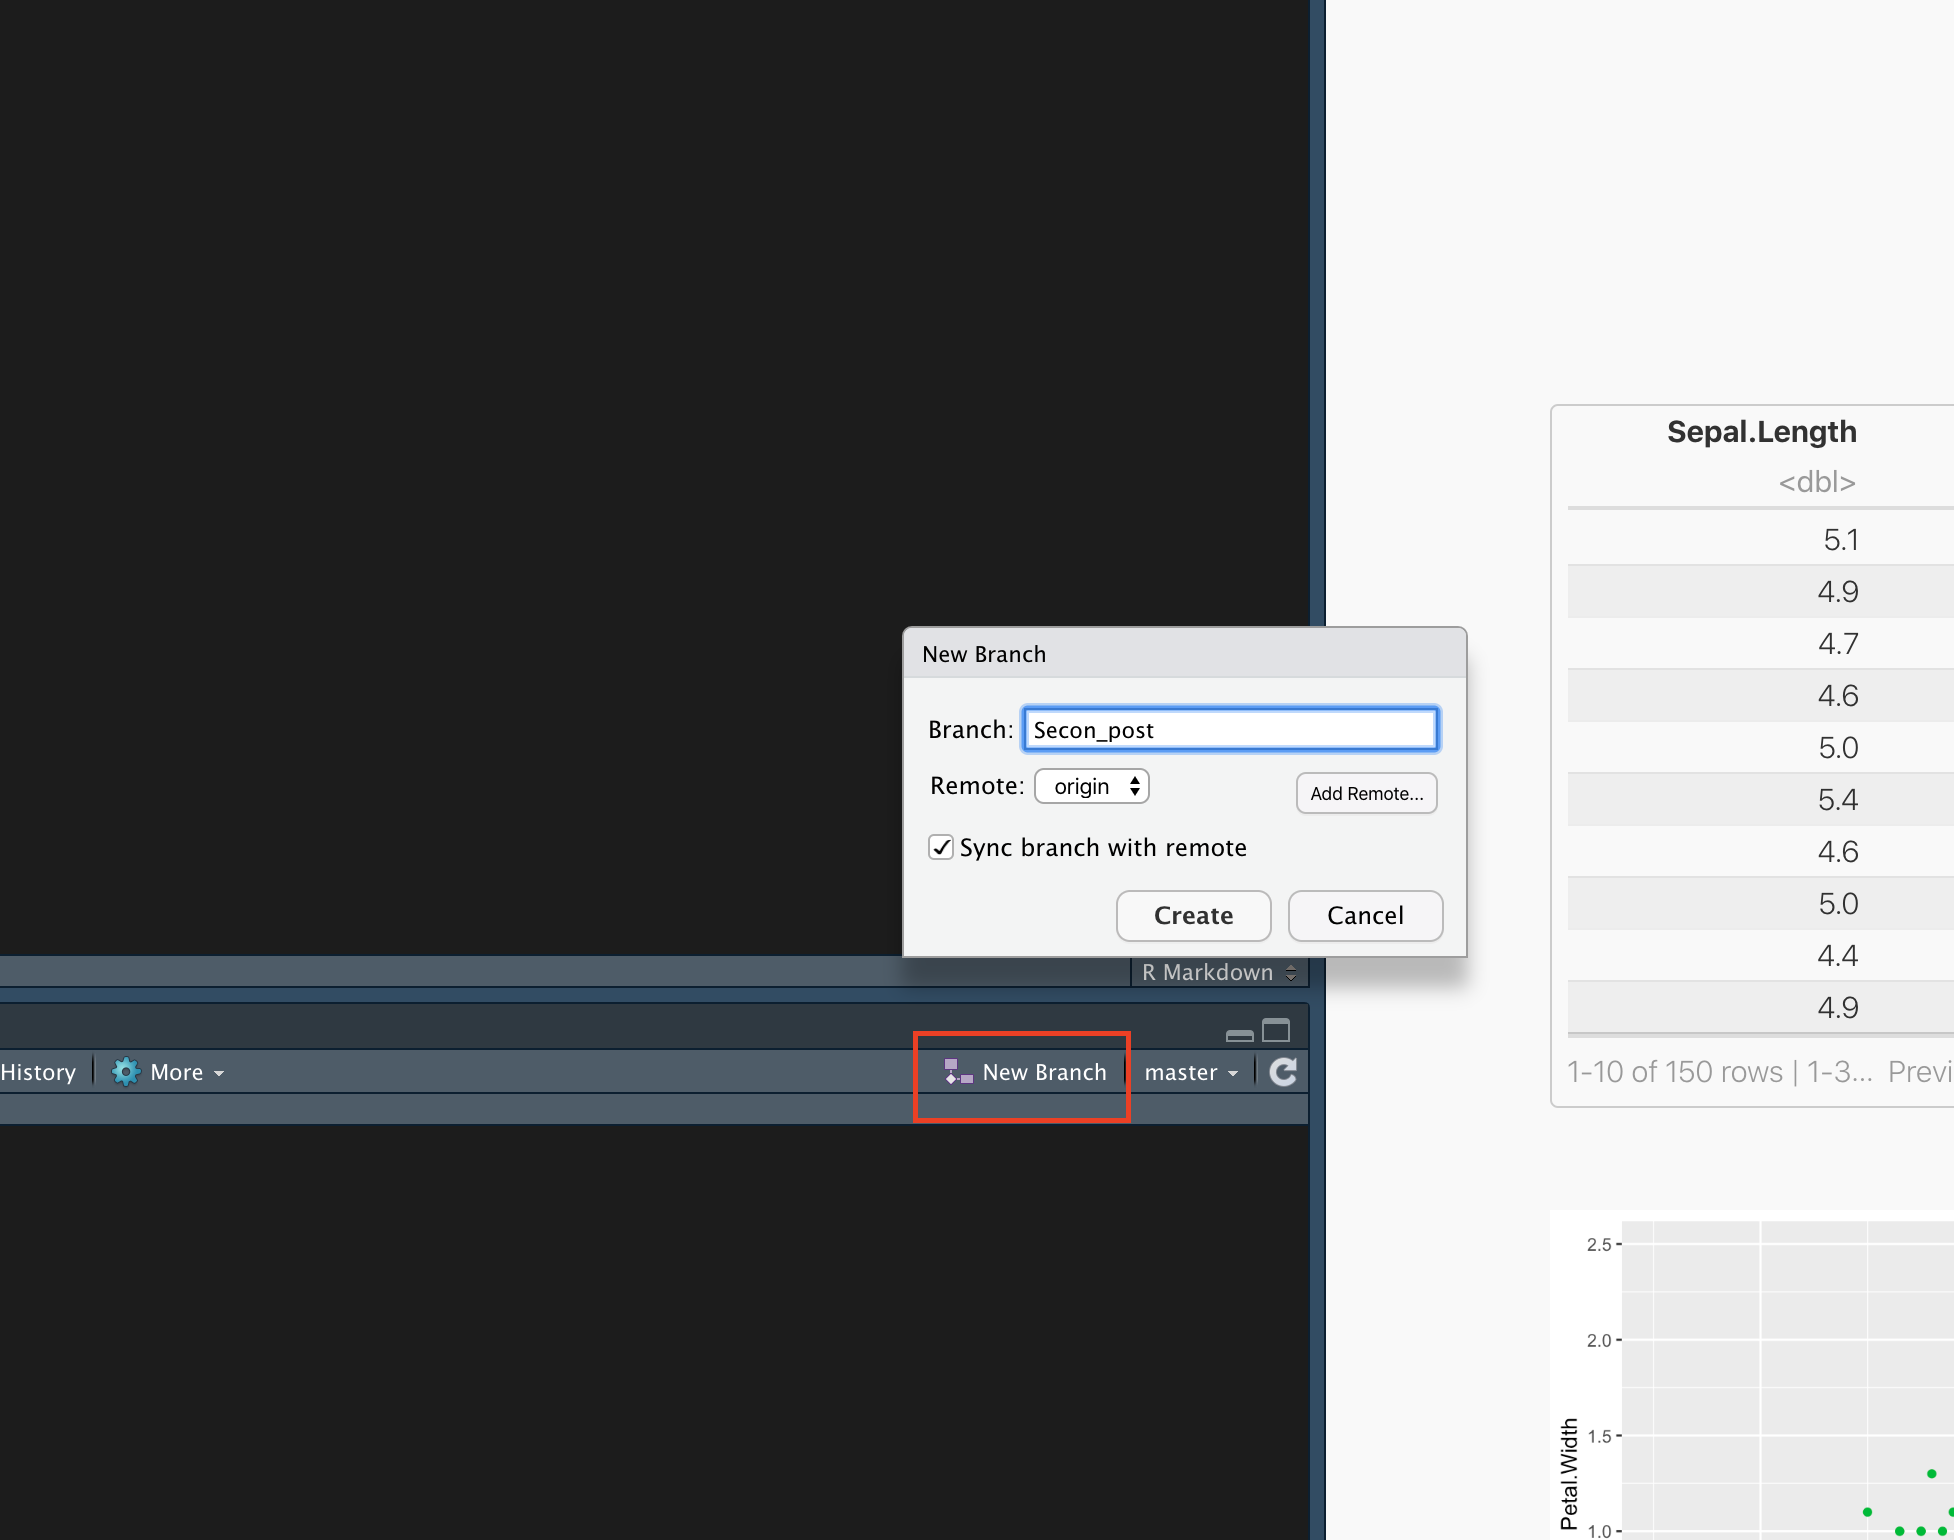 New Branch
Branch: Secon_post
Remote: origin Add Remote...
Sync branch with remote
Create Cancel
R Markdown
History More New Branch master
Sepal.Length
<dbl>
5.1
4.9
4.7
4.6
5.0
5.4
4.6
5.0
4.4
4.9
1-10 of 150 rows | 1-3... Previ
2.5
2.0
1.5
1.0
Petal.Width